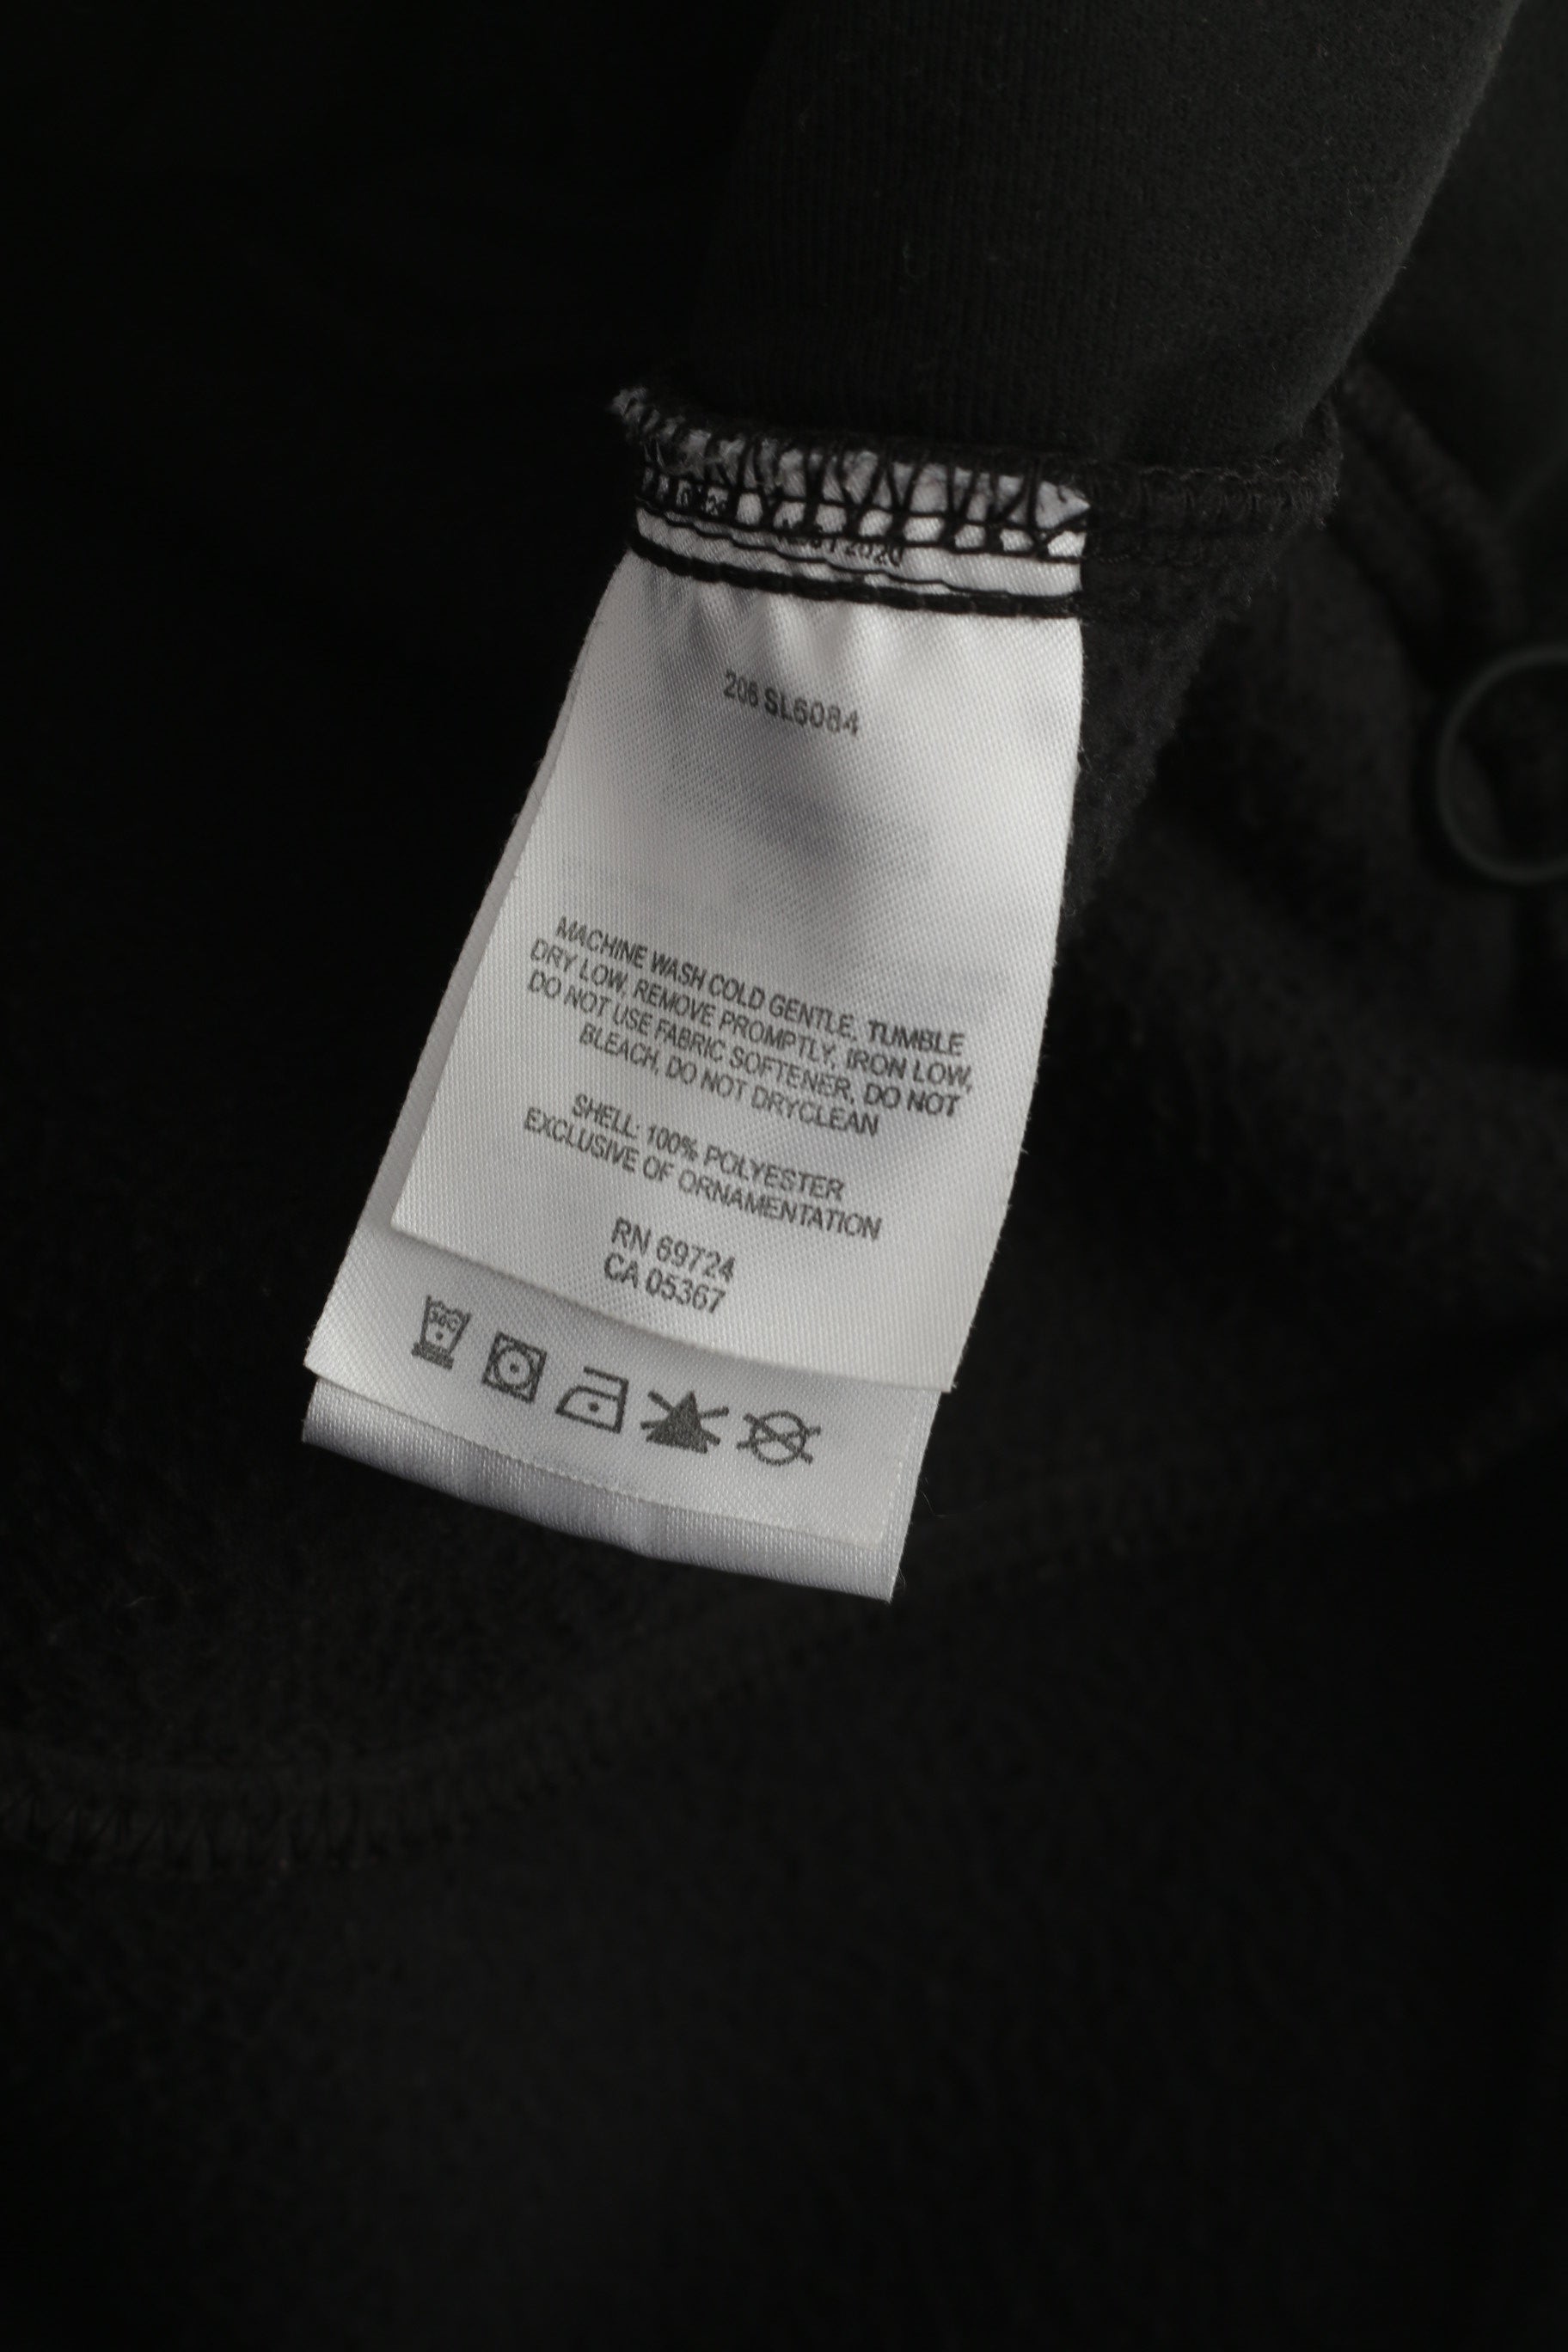 2020
206 SL6084
MACHINE WASH COLD GENTLE, TUMBLE
DRY LOW, REMOVE PROMPTLY, IRON LOW,
DO NOT USE FABRIC SOFTENER, DO NOT
BLEACH, DO NOT DRYCLEAN
SHELL: 100% POLYESTER
EXCLUSIVE OF ORNAMENTATION
RN 69724
CA 05367